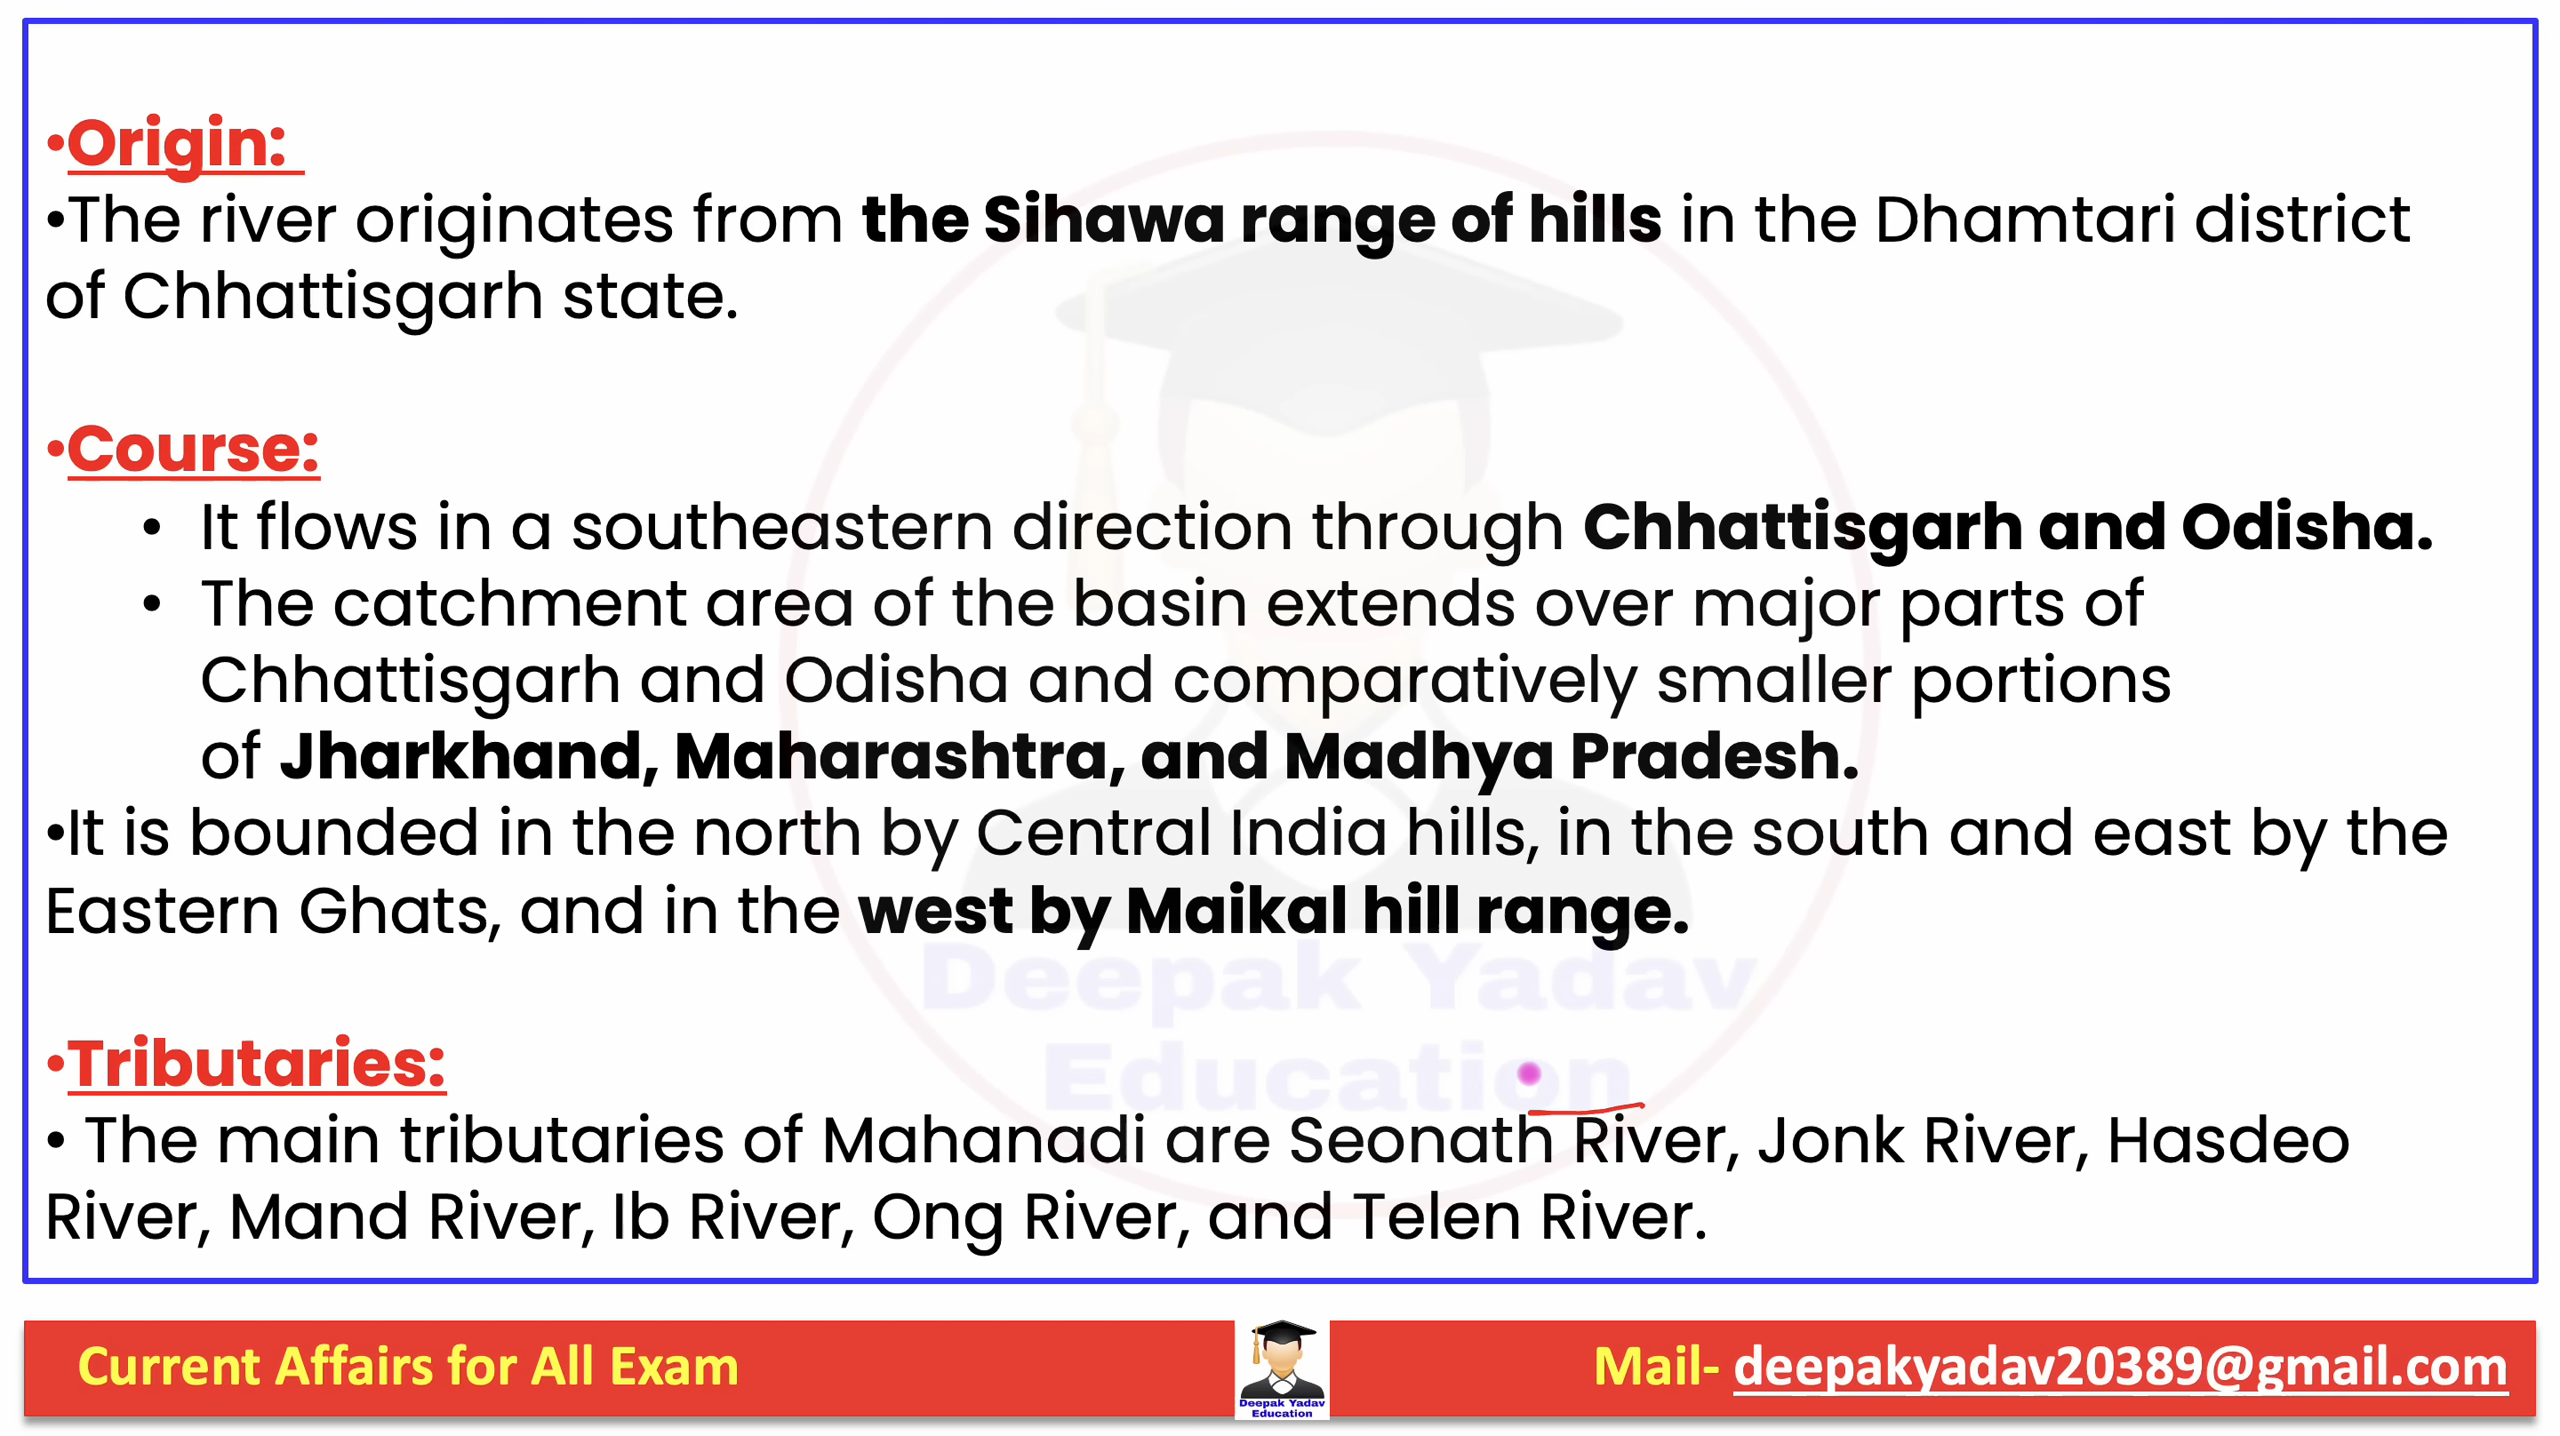 •Origin:
•The river originates from the Sihawa range of hills in the Dhamtari district
of Chhattisgarh state.
•Course:
• It flows in a southeastern direction through Chhattisgarh and Odisha.
• The catchment area of the basin extends over major parts of
Chhattisgarh and Odisha and comparatively smaller portions
of Jharkhand, Maharashtra, and Madhya Pradesh.
•It is bounded in the north by Central India hills, in the south and east by the
Eastern Ghats, and in the west by Maikal hill range.
Deepak Yadav
Education
•Tributaries:
• The main tributaries of Mahanadi are Seonath River, Jonk River, Hasdeo
River, Mand River, Ib River, Ong River, and Telen River.
Current Affairs for All Exam
Deepak Yadav
Education
Mail- deepakyadav20389@gmail.com